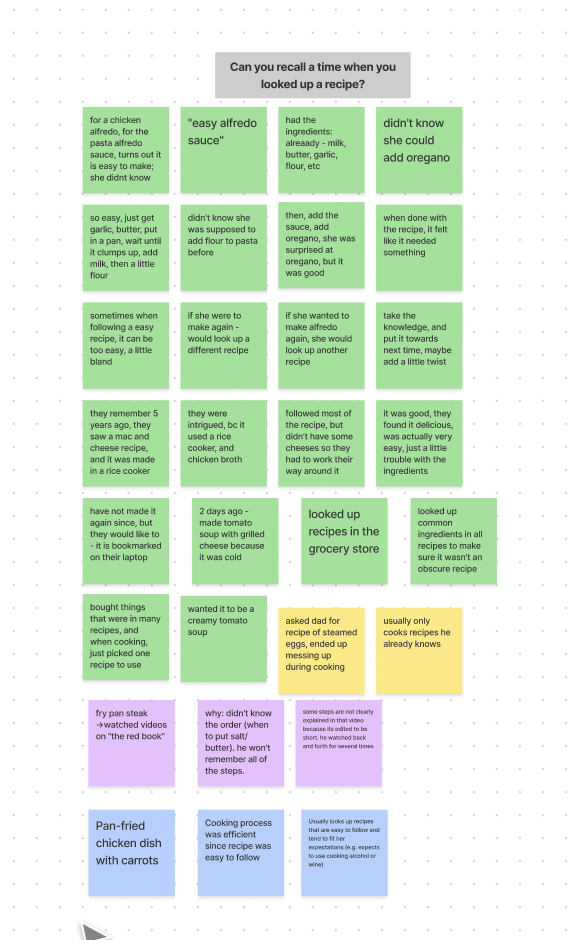 Can you recall a time when you
looked up a recipe?
for a chicken
alfredo, for the
pasta alfredo
sauce, turns out it
is easy to make;
she didnt know
"easy alfredo
sauce"
had the
ingredients:
alreaady - milk,
butter, garlic,
flour, etc
didn't know
she could
add oregano
so easy, just get
garlic, butter, put
in a pan, wait until
it clumps up, add
milk, then a little
flour
didn't know she
was supposed to
add flour to pasta
before
then, add the
sauce, add
oregano, she was
surprised at
oregano, but it
was good
when done with
the recipe, it felt
like it needed
something
sometimes when
following a easy
recipe, it can be
too easy, a little
bland
if she were to
make again -
would look up a
different recipe
if she wanted to
make alfredo
again, she would
look up another
recipe
take the
knowledge, and
put it towards
next time, maybe
add a little twist
they remember 5
years ago, they
saw a mac and
cheese recipe,
and it was made
in a rice cooker
they were
intrigued, bc it
used a rice
cooker, and
chicken broth
followed most of
the recipe, but
didn't have some
cheeses so they
had to work their
way around it
it was good, they
found it delicious,
was actually very
easy, just a little
trouble with the
ingredients
have not made it
again since, but
they would like to
- it is bookmarked
on their laptop
2 days ago -
made tomato
soup with grilled
cheese because
it was cold
looked up
recipes in the
grocery store
looked up
common
ingredients in all
recipes to make
sure it wasn't an
obscure recipe
bought things
that were in many
recipes, and
when cooking,
just picked one
recipe to use
wanted it to be a
creamy tomato
soup
asked dad for
recipe of steamed
eggs, ended up
messing up
during cooking
usually only
cooks recipes he
already knows
fry pan steak
→watched videos
on "the red book"
why: didn't know
the order (when
to put salt/
butter). he won't
remember all of
the steps.
some steps are not clearly
explained in that video
because its edited to be
short. he watched back
and forth for several times
Pan-fried
chicken dish
with carrots
Cooking process
was efficient
since recipe was
easy to follow
Usually looks up recipes
that are easy to follow and
tend to fit her
expectations (e.g. expects
to use cooking alcohol or
wine)